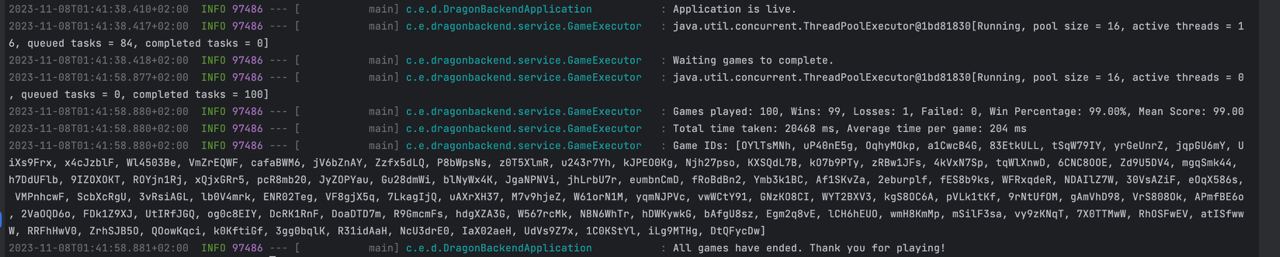 2023-11-08T01:41:38.410+02:00 INFO 97486 --- [ main] c.e.d.DragonBackendApplication : Application is live.
2023-11-08T01:41:38.417+02:00 INFO 97486 --- [ main] c.e.dragonbackend.service.GameExecutor : java.util.concurrent.ThreadPoolExecutor@1bd81830[Running, pool size = 16, active threads = 1
6, queued tasks = 84, completed tasks = 0]
2023-11-08T01:41:38.418+02:00 INFO 97486 --- [ main] c.e.dragonbackend.service.GameExecutor : Waiting games to complete.
2023-11-08T01:41:58.877+02:00 INFO 97486 --- [ main] c.e.dragonbackend.service.GameExecutor : java.util.concurrent.ThreadPoolExecutor@1bd81830[Running, pool size = 16, active threads = 0
, queued tasks = 0, completed tasks = 100]
2023-11-08T01:41:58.880+02:00 INFO 97486 --- [ main] c.e.dragonbackend.service.GameExecutor : Games played: 100, Wins: 99, Losses: 1, Failed: 0, Win Percentage: 99.00%, Mean Score: 99.00
2023-11-08T01:41:58.880+02:00 INFO 97486 --- [ main] c.e.dragonbackend.service.GameExecutor : Total time taken: 20468 ms, Average time per game: 204 ms
2023-11-08T01:41:58.880+02:00 INFO 97486 --- [ main] c.e.dragonbackend.service.GameExecutor : Game IDs: [OYlTsMNh, uP40nE5g, OqhyMOkp, a1CwcB4G, 83EtkULL, tSqW79IY, yrGeUnrZ, jqpGU6mY, U
iXs9Frx, x4cJzblF, Wl4503Be, VmZrEQWF, cafaBWM6, jV6bZnAY, Zzfx5dLQ, P8bWpsNs, z0T5XlmR, u243r7Yh, kJPEO0Kg, Njh27pso, KXSQdL7B, kO7b9PTy, zRBw1JFs, 4kVxN7Sp, tqWlXnwD, 6CNC8OOE, Zd9U5DV4, mgqSmk44,
h7DdUFlb, 9IZOXOKT, ROYjn1Rj, xQjxGRr5, pcR8mb20, JyZOPYau, Gu28dmWi, blNyWx4K, JgaNPNVi, jhLrbU7r, eumbnCmD, fRoBdBn2, Ymb3k1BC, Af1SKvZa, 2eburplf, fES8b9ks, WFRxqdeR, NDAIlZ7W, 30VsAZiF, eOqX586s,
VMPnhcwF, ScbXcRgU, 3vRsiAGL, lb0V4mrk, ENR02Teg, VF8gjX5q, 7LkagIjQ, uAXrXH37, M7v9hjeZ, W61orN1M, yqmNJPVc, vwWCtY91, GNzKO8CI, WYT2BXV3, kgS8OC6A, pVLk1tKf, 9rNtUfOM, gAmVhD98, VrS808Ok, APmfBE6o
, 2VaOQD6o, FDk1Z9XJ, UtIRfJGQ, og0c8EIY, DcRK1RnF, DoaDTD7m, R9GmcmFs, hdgXZA3G, W567rcMk, NBN6WhTr, hDWKywkG, bAfgU8sz, Egm2q8vE, lCH6hEUO, wmH8KmMp, mSilF3sa, vy9zKNqT, 7X0TTMwW, RhOSFwEV, atISfww
W, RRFhHwV0, ZrhSJB5O, QOowKqci, k0KftiGf, 3gg0bqlK, R31idAaH, NcU3drE0, IaX02aeH, UdVs9Z7x, 1C0KStYl, iLg9MTHg, DtQFycDw]
2023-11-08T01:41:58.881+02:00 INFO 97486 --- [ main] c.e.d.DragonBackendApplication : All games have ended. Thank you for playing!